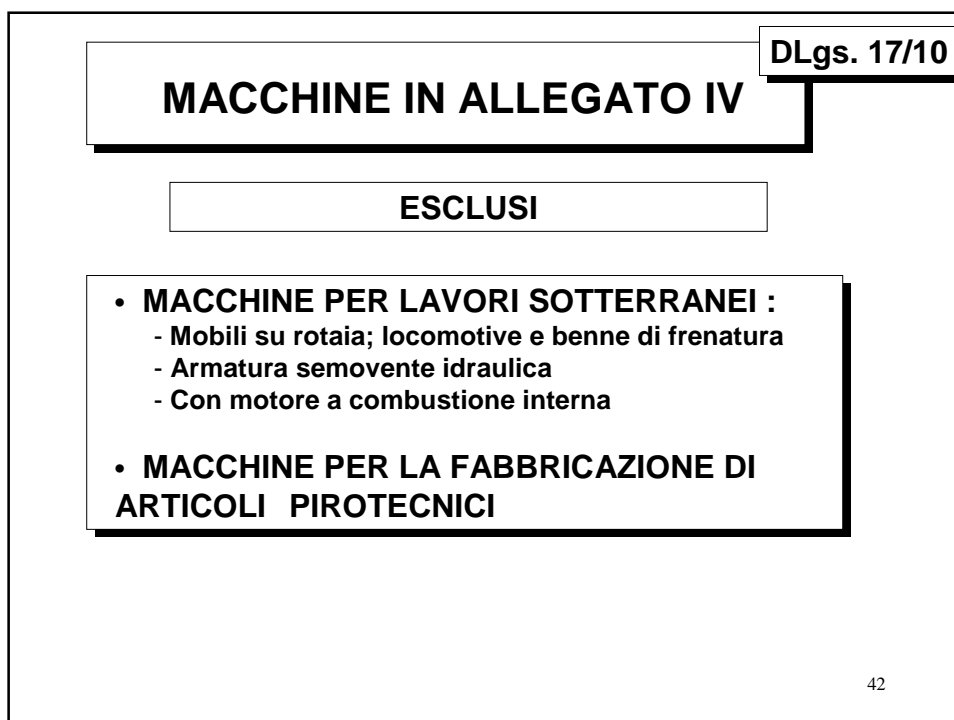 DLgs. 17/10
MACCHINE IN ALLEGATO IV
ESCLUSI
• MACCHINE PER LAVORI SOTTERRANEI :
- Mobili su rotaia; locomotive e benne di frenatura
- Armatura semovente idraulica
- Con motore a combustione interna
• MACCHINE PER LA FABBRICAZIONE DI
ARTICOLI PIROTECNICI
42